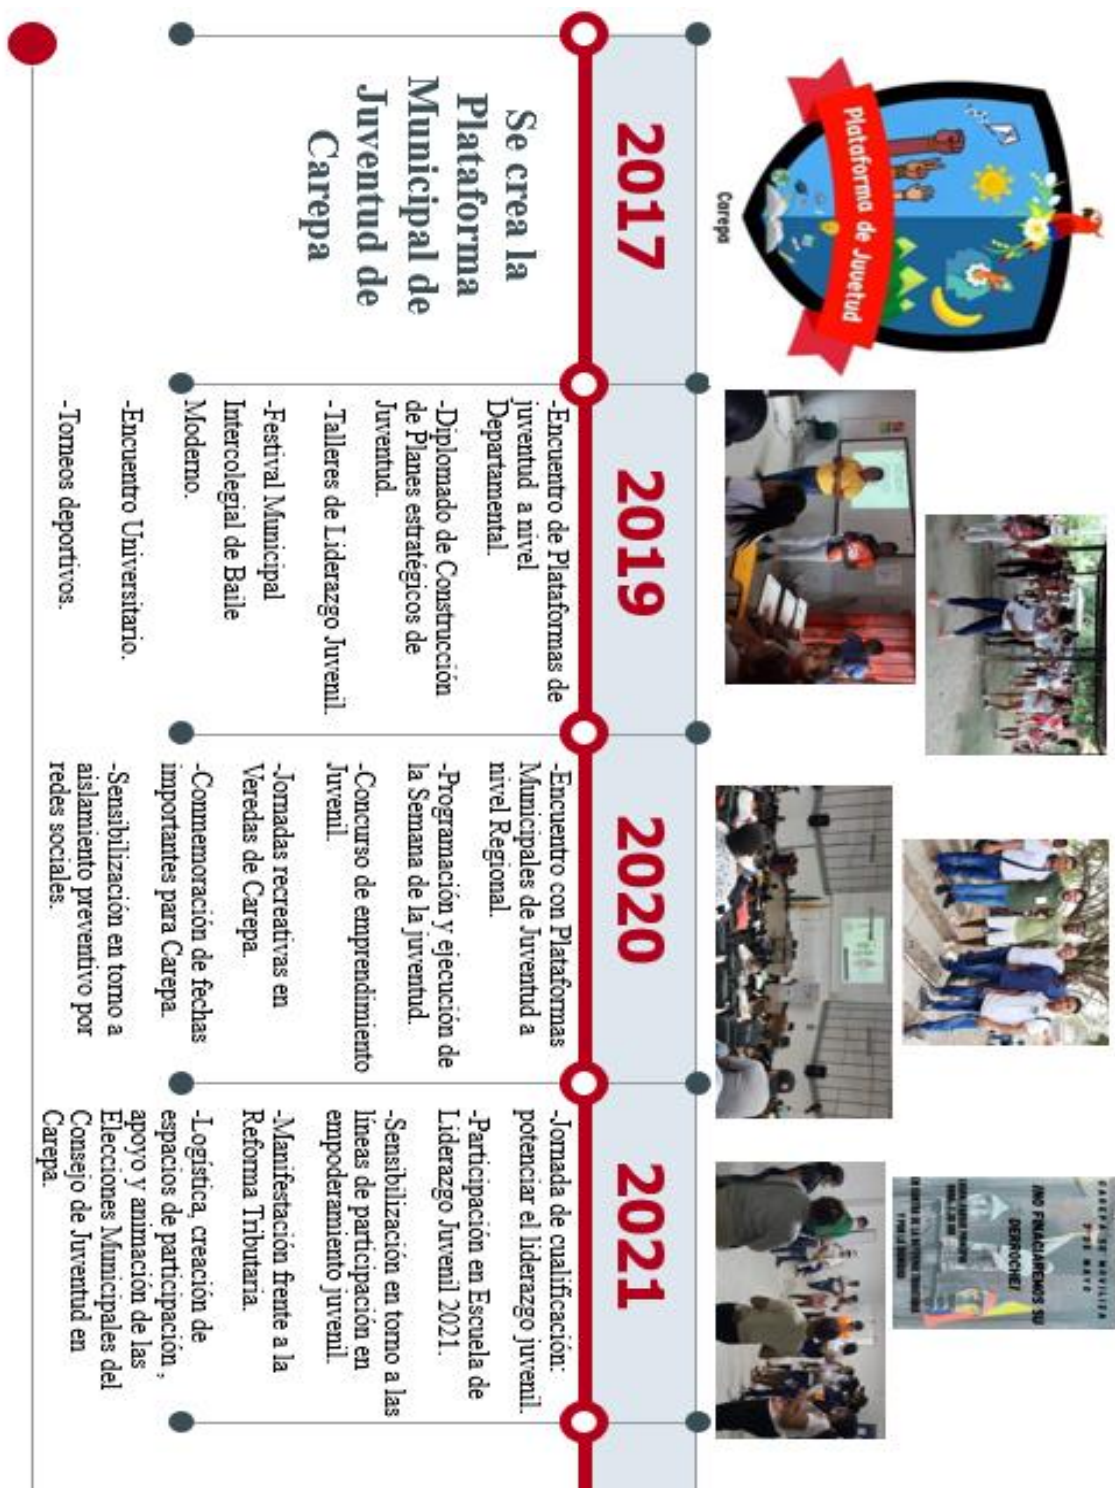 Plataforma de Juvetud
Carepa
2017
Se crea la
Plataforma
Municipal de
Juventud de
Carepa
2019
-Encuentro de Plataformas de
juventud a nivel
Departamental.
-Diplomado de Construcción
de Planes estratégicos de
Juventud.
-Talleres de Liderazgo Juvenil.
-Festival Municipal
Intercolegial de Baile
Moderno.
-Encuentro Universitario.
-Torneos deportivos.
2020
-Encuentro con Plataformas
Municipales de Juventud a
nivel Regional.
-Programación y ejecución de
la Semana de la juventud.
-Concurso de emprendimiento
Juvenil.
-Jornadas recreativas en
Veredas de Carepa.
-Conmemoración de fechas
importantes para Carepa.
-Sensibilización en torno a
aislamiento preventivo por
redes sociales.
CAREPA SE MOVILIZA
¡NO FINACIAREMOS SU
DERROCHE!
2021
-Jornada de cualificación:
potenciar el liderazgo juvenil.
-Participación en Escuela de
Liderazgo Juvenil 2021.
-Sensibilización en torno a las
líneas de participación en
empoderamiento juvenil.
-Manifestación frente a la
Reforma Tributaria.
-Logística, creación de
espacios de participación ,
apoyo y animación de las
Elecciones Municipales del
Consejo de Juventud en
Carepa.